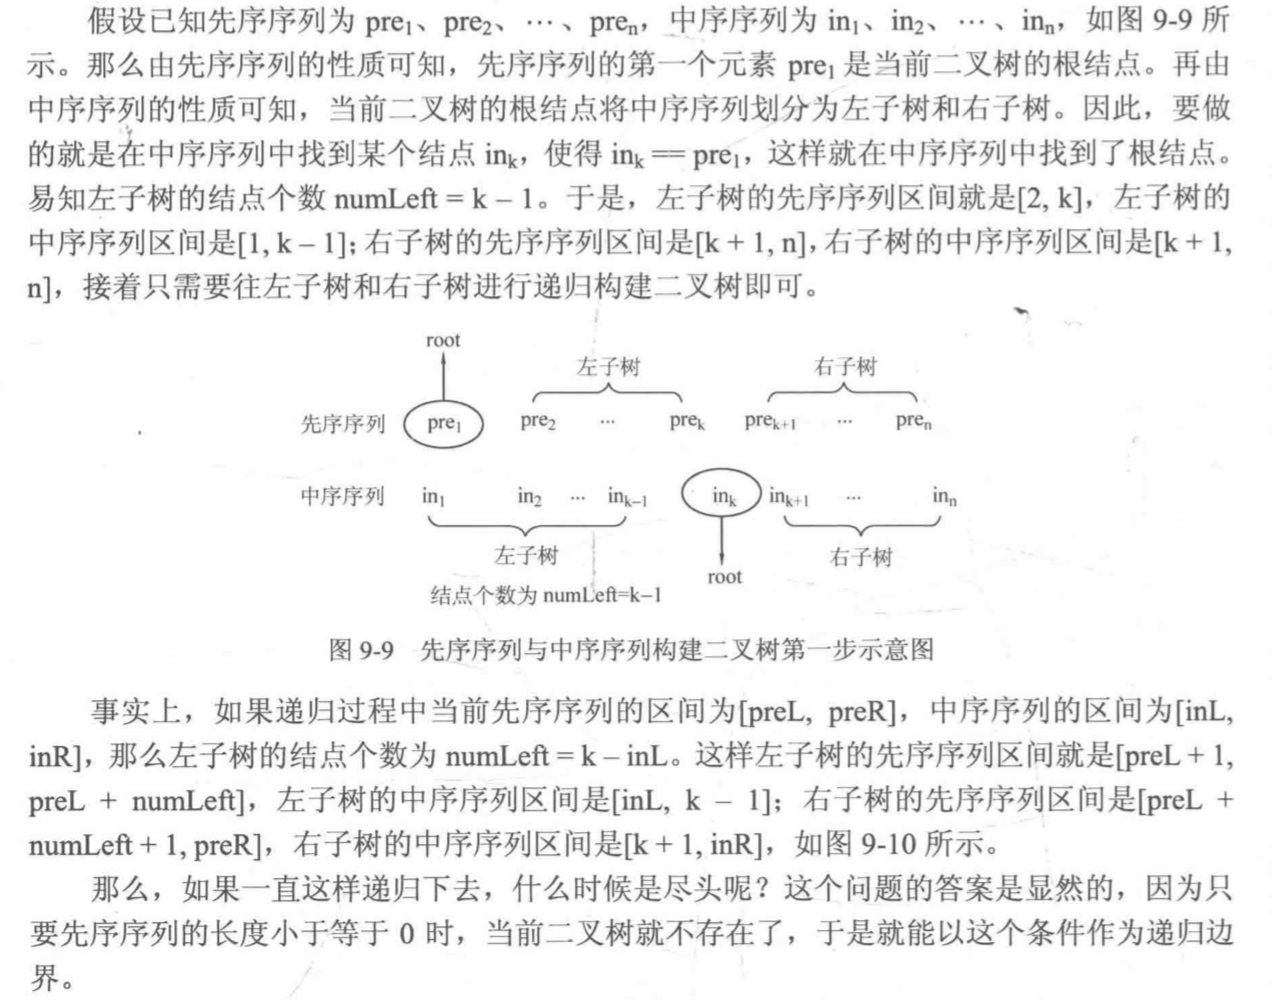 假设已知先序序列为 pre₁、pre₂、…、preₙ，中序序列为 in₁、in₂、…、inₙ，如图 9-9 所
示。那么由先序序列的性质可知，先序序列的第一个元素 pre₁ 是当前二叉树的根结点。再由
中序序列的性质可知，当前二叉树的根结点将中序序列划分为左子树和右子树。因此，要做
的就是在中序序列中找到某个结点 inₖ，使得 inₖ == pre₁，这样就在中序序列中找到了根结点。
易知左子树的结点个数 numLeft = k – 1。于是，左子树的先序序列区间就是[2, k]，左子树的
中序序列区间是[1, k – 1]；右子树的先序序列区间是[k + 1, n]，右子树的中序序列区间是[k + 1,
n]，接着只需要往左子树和右子树进行递归构建二叉树即可。
root
左子树 右子树
先序序列 pre₁ pre₂ … preₖ preₖ₊₁ … preₙ
中序序列 in₁ in₂ … inₖ₋₁ inₖ inₖ₊₁ … inₙ
左子树 右子树
root
结点个数为 numLeft=k–1
图 9-9 先序序列与中序序列构建二叉树第一步示意图
事实上，如果递归过程中当前先序序列的区间为[preL, preR]，中序序列的区间为[inL,
inR]，那么左子树的结点个数为 numLeft = k – inL。这样左子树的先序序列区间就是[preL + 1,
preL + numLeft]，左子树的中序序列区间是[inL, k – 1]；右子树的先序序列区间是[preL +
numLeft + 1, preR]，右子树的中序序列区间是[k + 1, inR]，如图 9-10 所示。
那么，如果一直这样递归下去，什么时候是尽头呢？这个问题的答案是显然的，因为只
要先序序列的长度小于等于 0 时，当前二叉树就不存在了，于是就能以这个条件作为递归边
界。